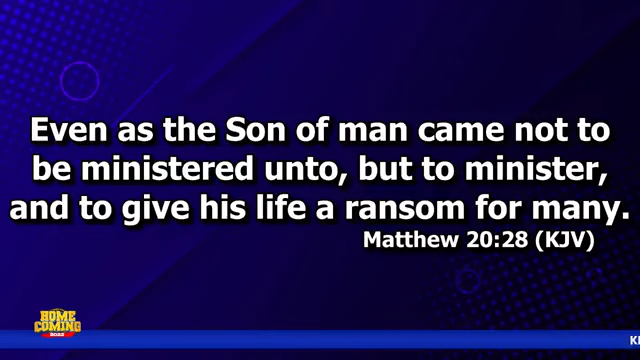 Even as the Son of man came not to
be ministered unto, but to minister,
and to give his life a ransom for many.
Matthew 20:28 (KJV)
HOME
COMING
2022